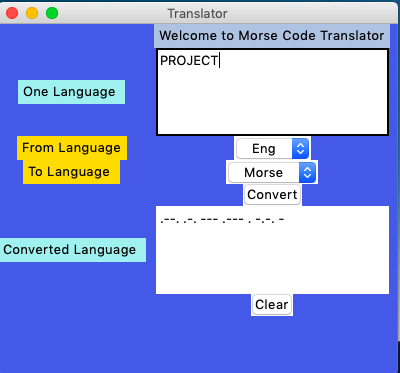 Translator
Welcome to Morse Code Translator
One Language
PROJECT
From Language
Eng
To Language
Morse
Convert
Converted Language
.--. .-. --- .--- . -.-. -
Clear